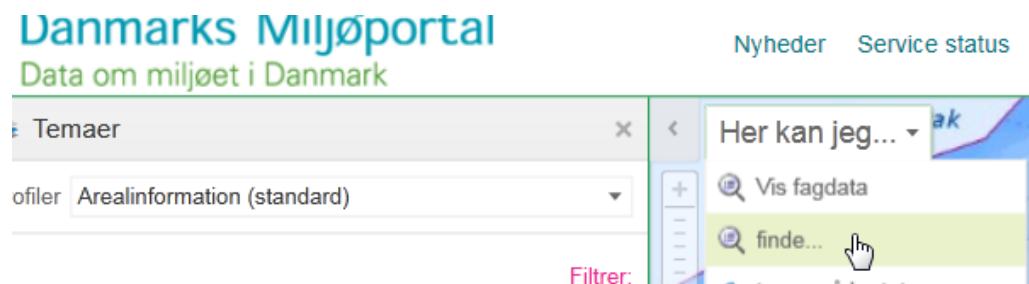 Danmarks Miljøportal
Data om miljøet i Danmark
Nyheder Service status
Temaer
Her kan jeg...
ak
ofiler Arealinformation (standard)
Vis fagdata
finde...
Filtrer: